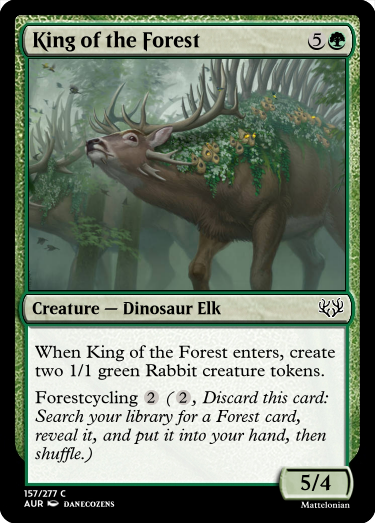 King of the Forest 5
Creature — Dinosaur Elk
When King of the Forest enters, create
two 1/1 green Rabbit creature tokens.
Forestcycling 2 ( 2, Discard this card:
Search your library for a Forest card,
reveal it, and put it into your hand, then
shuffle.)
5/4
157/277 C
AUR DANECOZENS
Mattelonian